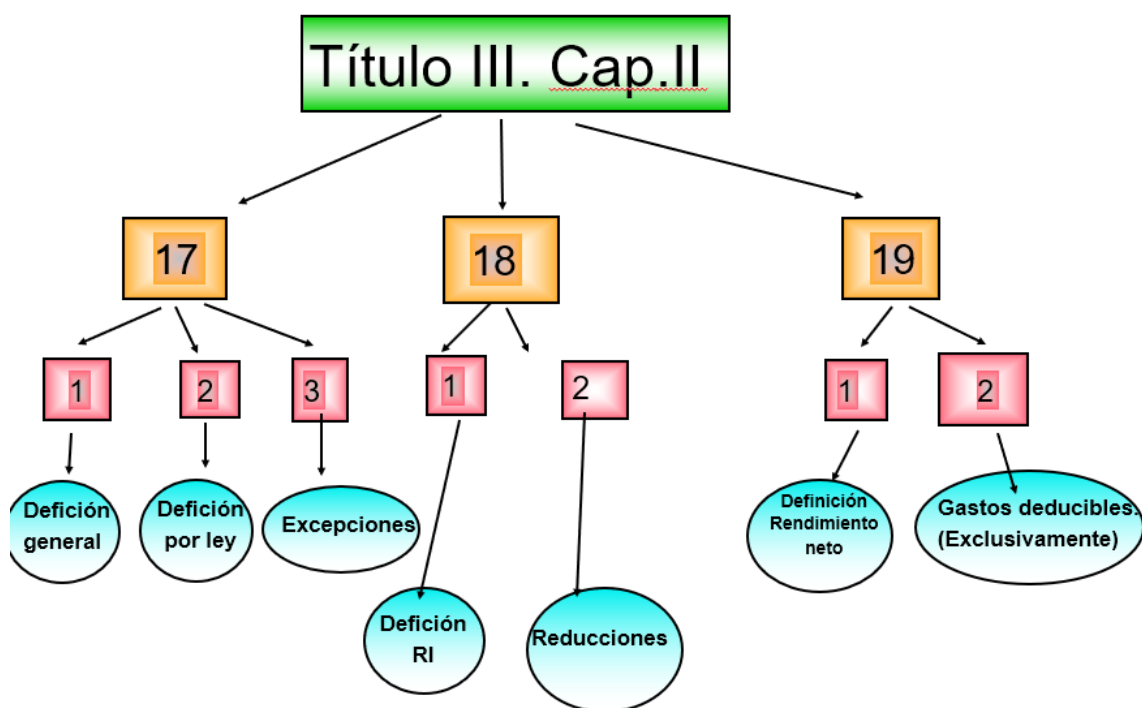 Título III. Cap.II
17
18
19
1
2
3
1
2
1
2
Defición
general
Defición
por ley
Excepciones
Definición
Rendimiento
neto
Gastos deducibles.
(Exclusivamente)
Defición
RI
Reducciones